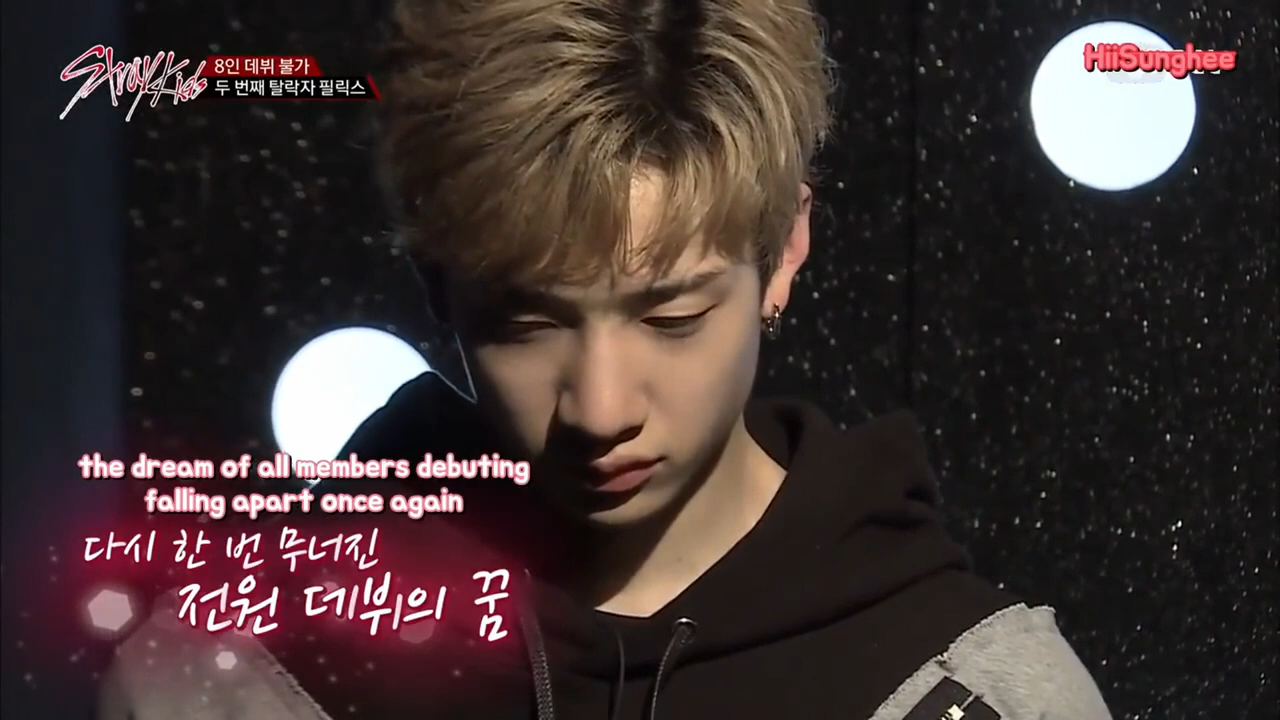 Stray Kids
8인 데뷔 불가
두 번째 탈락자 필릭스
HiiSunghee
the dream of all members debuting
falling apart once again
다시 한 번 무너진
전원 데뷔의 꿈